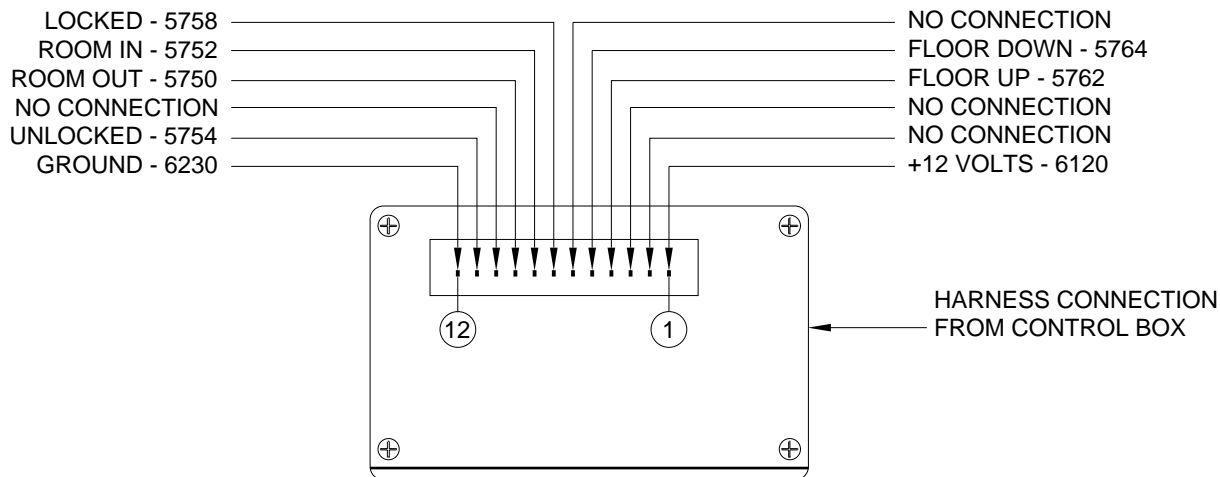 LOCKED - 5758
ROOM IN - 5752
ROOM OUT - 5750
NO CONNECTION
UNLOCKED - 5754
GROUND - 6230
NO CONNECTION
FLOOR DOWN - 5764
FLOOR UP - 5762
NO CONNECTION
NO CONNECTION
+12 VOLTS - 6120
12
1
HARNESS CONNECTION
FROM CONTROL BOX